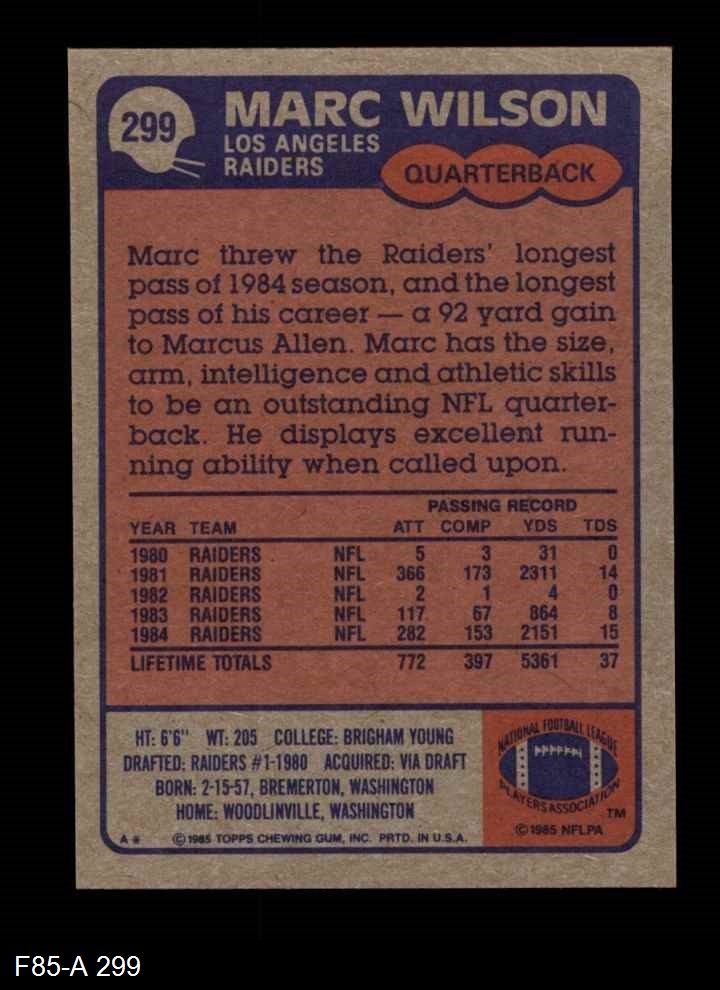 299
MARC WILSON
LOS ANGELES
RAIDERS
QUARTERBACK
Marc threw the Raiders' longest
pass of 1984 season, and the longest
pass of his career — a 92 yard gain
to Marcus Allen. Marc has the size,
arm, intelligence and athletic skills
to be an outstanding NFL quarter-
back. He displays excellent run-
ning ability when called upon.
PASSING RECORD
YEAR TEAM ATT COMP YDS TDS
1980 RAIDERS NFL 5 3 31 0
1981 RAIDERS NFL 366 173 2311 14
1982 RAIDERS NFL 2 1 4 0
1983 RAIDERS NFL 117 67 864 8
1984 RAIDERS NFL 282 153 2151 15
LIFETIME TOTALS 772 397 5361 37
HT: 6'6" WT: 205 COLLEGE: BRIGHAM YOUNG
DRAFTED: RAIDERS #1-1980 ACQUIRED: VIA DRAFT
BORN: 2-15-57, BREMERTON, WASHINGTON
HOME: WOODLINVILLE, WASHINGTON
A* © 1985 TOPPS CHEWING GUM, INC. PRTD. IN U.S.A.
NATIONAL FOOTBALL LEAGUE
PLAYERS ASSOCIATION
TM
© 1985 NFLPA
F85-A 299